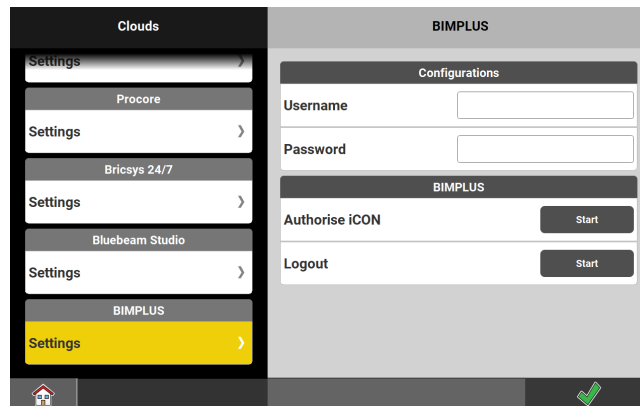 Clouds
BIMPLUS
Settings
Procore
Settings
Bricsys 24/7
Settings
Bluebeam Studio
Settings
BIMPLUS
Settings
Configurations
Username
Password
BIMPLUS
Authorise iCON
Start
Logout
Start